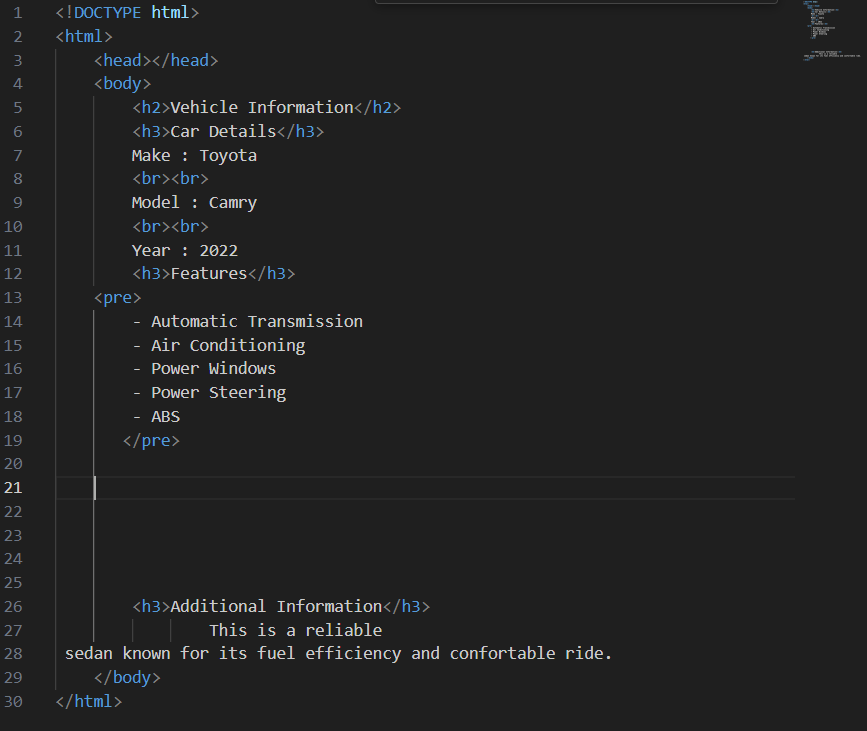 1 <!DOCTYPE html>
2 <html>
3 <head></head>
4 <body>
5 <h2>Vehicle Information</h2>
6 <h3>Car Details</h3>
7 Make : Toyota
8 <br><br>
9 Model : Camry
10 <br><br>
11 Year : 2022
12 <h3>Features</h3>
13 <pre>
14 - Automatic Transmission
15 - Air Conditioning
16 - Power Windows
17 - Power Steering
18 - ABS
19 </pre>
20
21
22
23
24
25
26 <h3>Additional Information</h3>
27 This is a reliable
28 sedan known for its fuel efficiency and confortable ride.
29 </body>
30 </html>